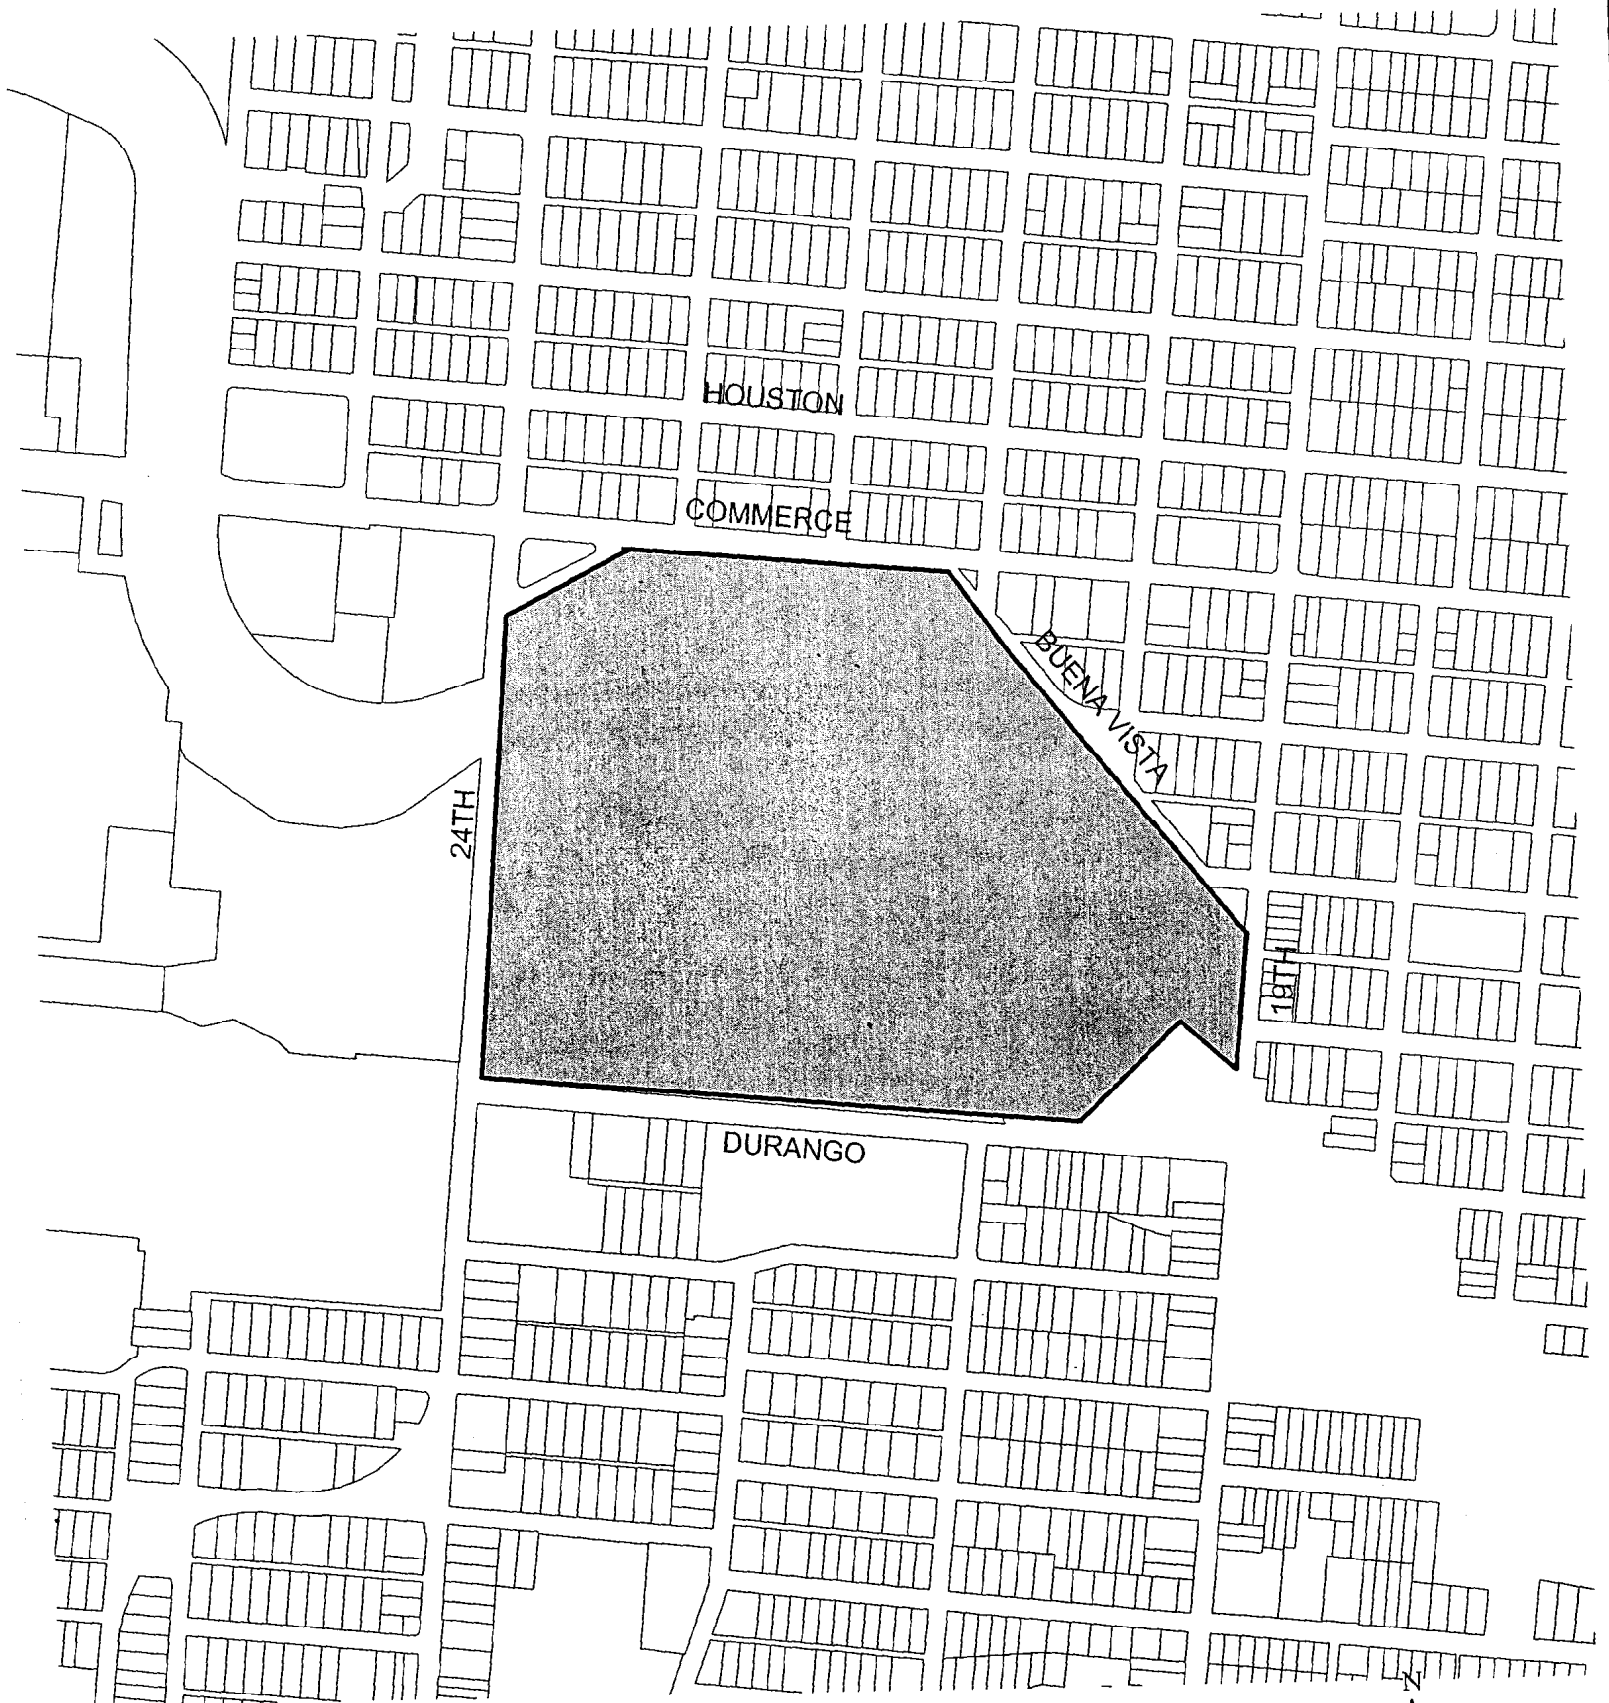 HOUSTON
COMMERCE
BUENA VISTA
24TH
19TH
DURANGO
N